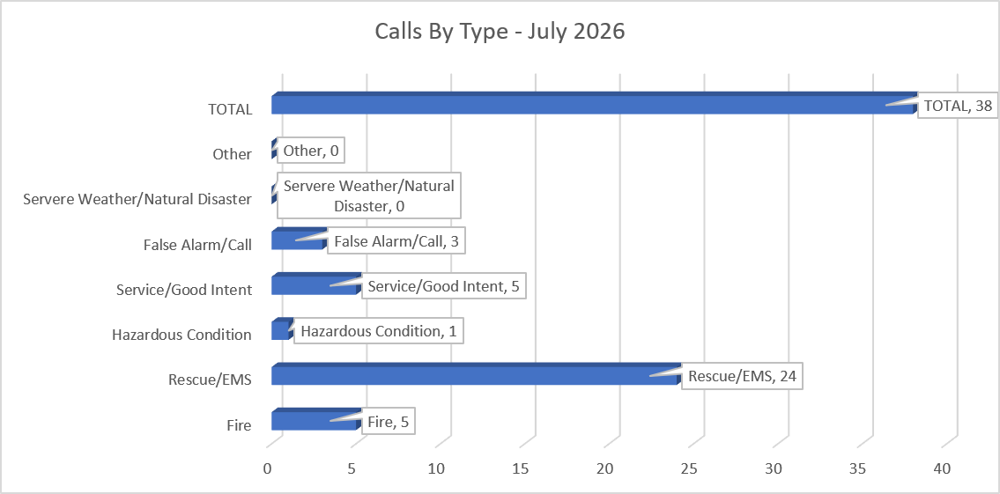 Calls By Type - July 2026
TOTAL
TOTAL, 38
Other
Other, 0
Servere Weather/Natural Disaster
Servere Weather/Natural
Disaster, 0
False Alarm/Call
False Alarm/Call, 3
Service/Good Intent
Service/Good Intent, 5
Hazardous Condition
Hazardous Condition, 1
Rescue/EMS
Rescue/EMS, 24
Fire
Fire, 5
0 5 10 15 20 25 30 35 40